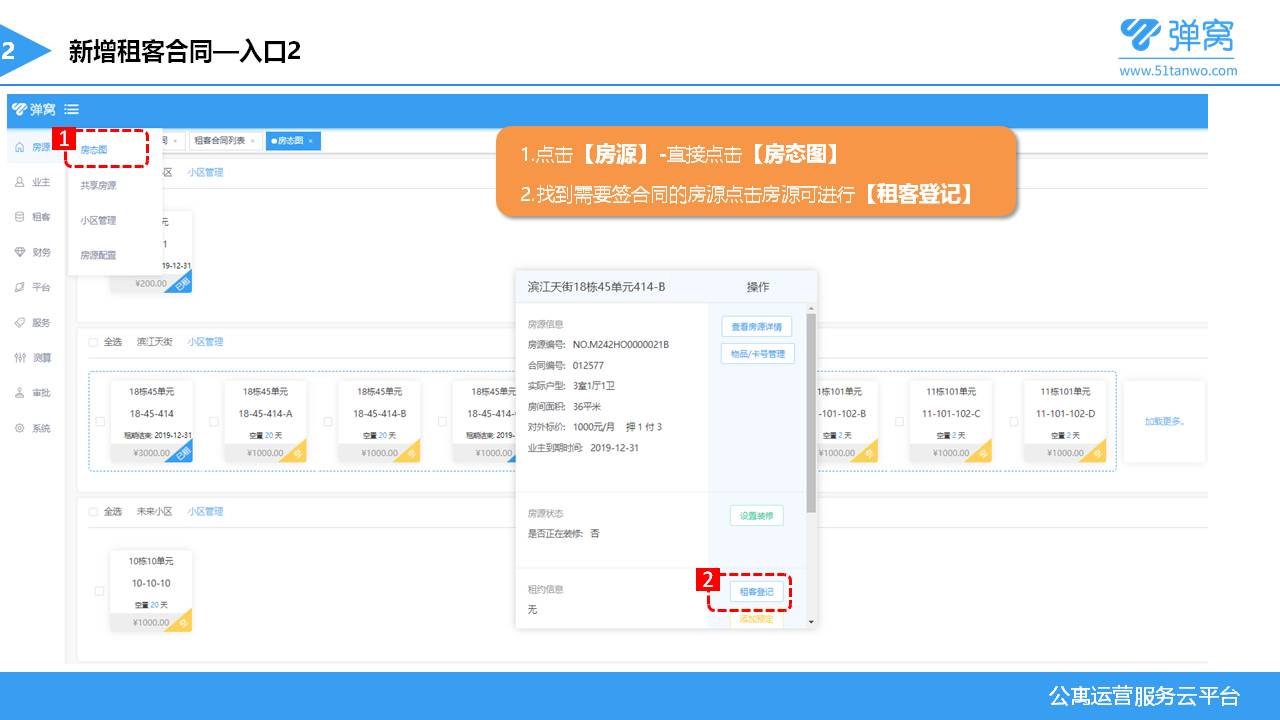 2
新增租客合同—入口2
弹窝
www.51tanwo.com
弹窝
1
房源
房态图
租客合同列表 ×
房态图 ×
1.点击【房源】-直接点击【房态图】
2.找到需要签合同的房源点击房源可进行【租客登记】
共享房源
小区管理
房源配置
业主
租客
财务
平台
服务
测算
审批
系统
小区管理
¥200.00
已租
全选 滨江天街 小区管理
18栋45单元
18-45-414
租期结束: 2019-12-31
¥3000.00
已租
18栋45单元
18-45-414-A
空置 20 天
¥1000.00
空
18栋45单元
18-45-414-B
空置 20 天
¥1000.00
空
18栋45单元
18-45-414-
租期结束: 2019-
¥1000.00
滨江天街18栋45单元414-B
操作
房源信息
房源编号: NO.M242HO0000021B
合同编号: 012577
实际户型: 3室1厅1卫
房间面积: 36平米
对外标价: 1000元/月 押 1 付 3
业主到期时间: 2019-12-31
查看房源详情
物品/卡号管理
房源状态
是否正在装修: 否
设置装修
租约信息
无
2
租客登记
添加预定
栋101单元
-101-102-B
空置 2 天
¥1000.00
空
11栋101单元
11-101-102-C
空置 2 天
¥1000.00
空
11栋101单元
11-101-102-D
空置 2 天
¥1000.00
空
加载更多。
全选 未来小区 小区管理
10栋10单元
10-10-10
空置 20 天
¥1000.00
空
公寓运营服务云平台